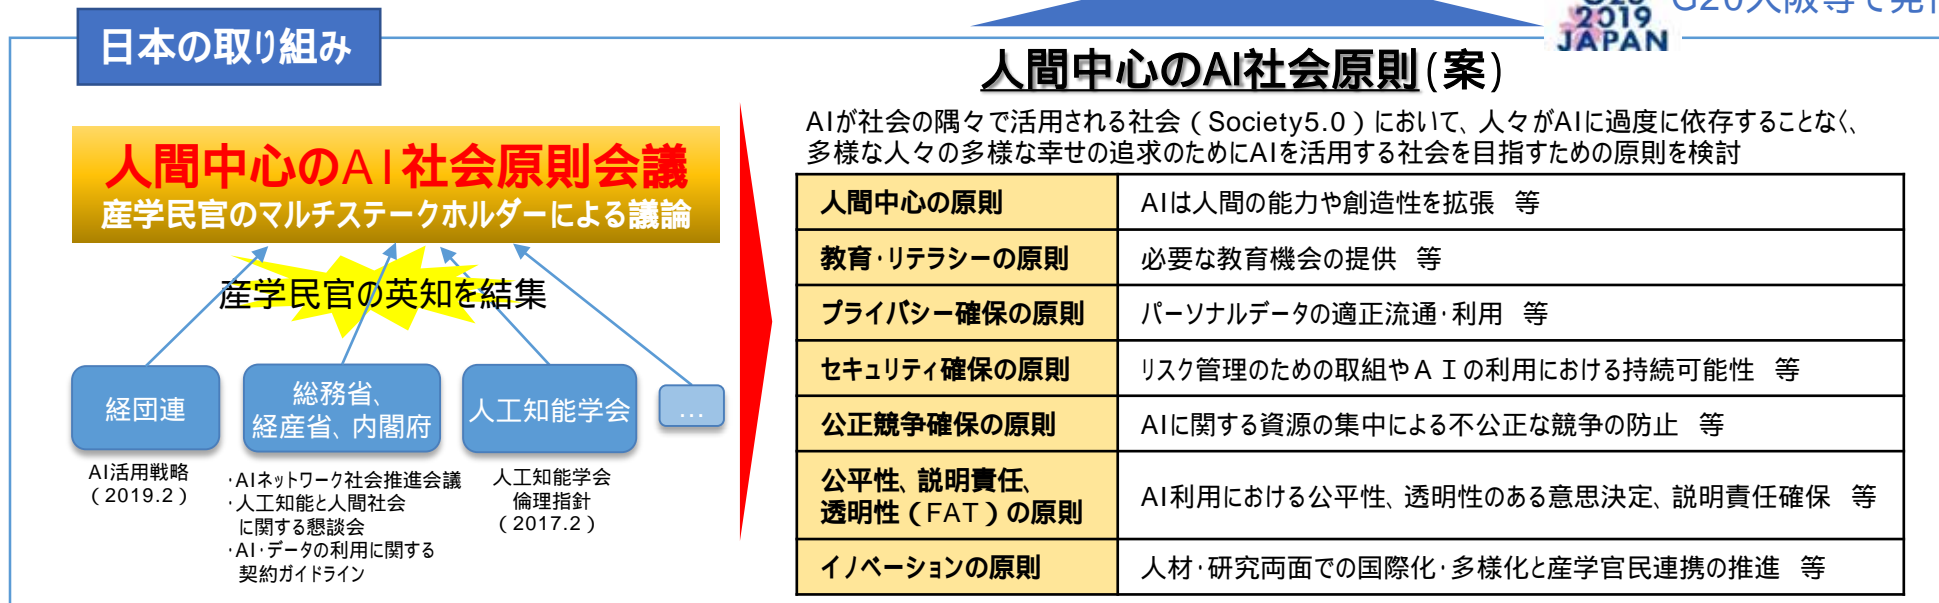 日本の取り組み
2019
JAPAN
人間中心のAI社会原則会議
産学民官のマルチステークホルダーによる議論
産学民官の英知を結集
経団連
総務省、
経産省、内閣府
人工知能学会
…
AI活用戦略
（2019.2）
・AIネットワーク社会推進会議
・人工知能と人間社会
に関する懇談会
・AI・データの利用に関する
契約ガイドライン
人工知能学会
倫理指針
（2017.2）
人間中心のAI社会原則(案)
AIが社会の隅々で活用される社会（Society5.0）において、人々がAIに過度に依存することなく、
多様な人々の多様な幸せの追求のためにAIを活用する社会を目指すための原則を検討
人間中心の原則
AIは人間の能力や創造性を拡張 等
教育・リテラシーの原則
必要な教育機会の提供 等
プライバシー確保の原則
パーソナルデータの適正流通・利用 等
セキュリティ確保の原則
リスク管理のための取組やＡＩの利用における持続可能性 等
公正競争確保の原則
AIに関する資源の集中による不公正な競争の防止 等
公平性、説明責任、
透明性（FAT）の原則
AI利用における公平性、透明性のある意思決定、説明責任確保 等
イノベーションの原則
人材・研究両面での国際化・多様化と産学官民連携の推進 等